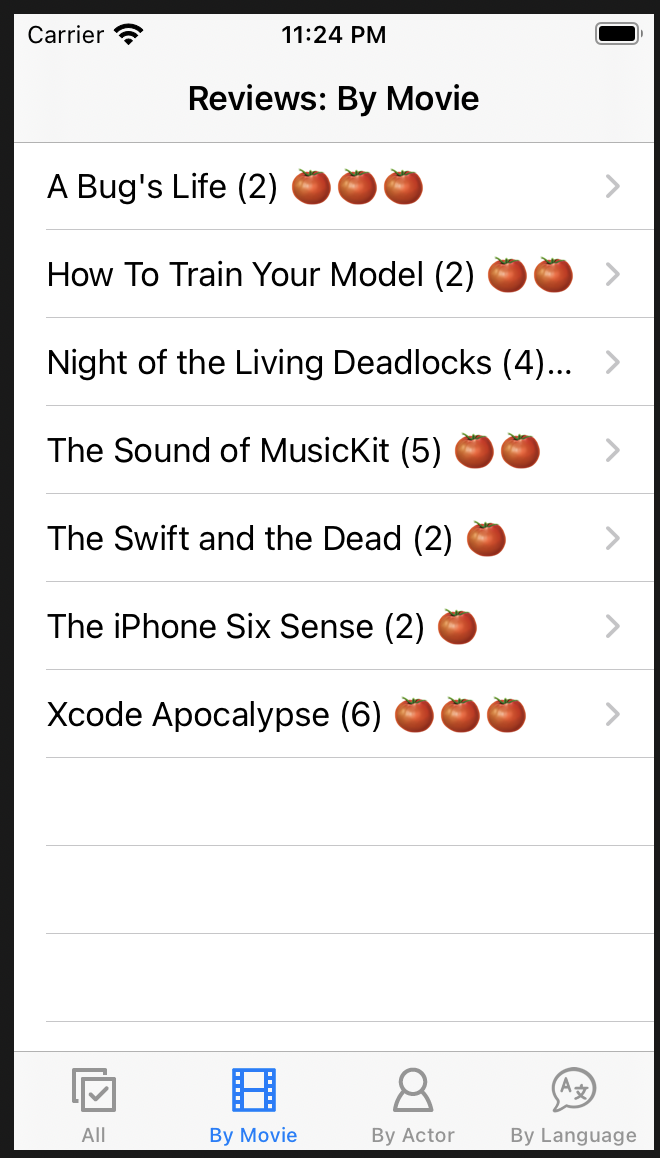 Carrier 11:24 PM
Reviews: By Movie
A Bug's Life (2) 🍅🍅🍅
How To Train Your Model (2) 🍅🍅
Night of the Living Deadlocks (4)...
The Sound of MusicKit (5) 🍅🍅
The Swift and the Dead (2) 🍅
The iPhone Six Sense (2) 🍅
Xcode Apocalypse (6) 🍅🍅🍅
A 文
All By Movie By Actor By Language